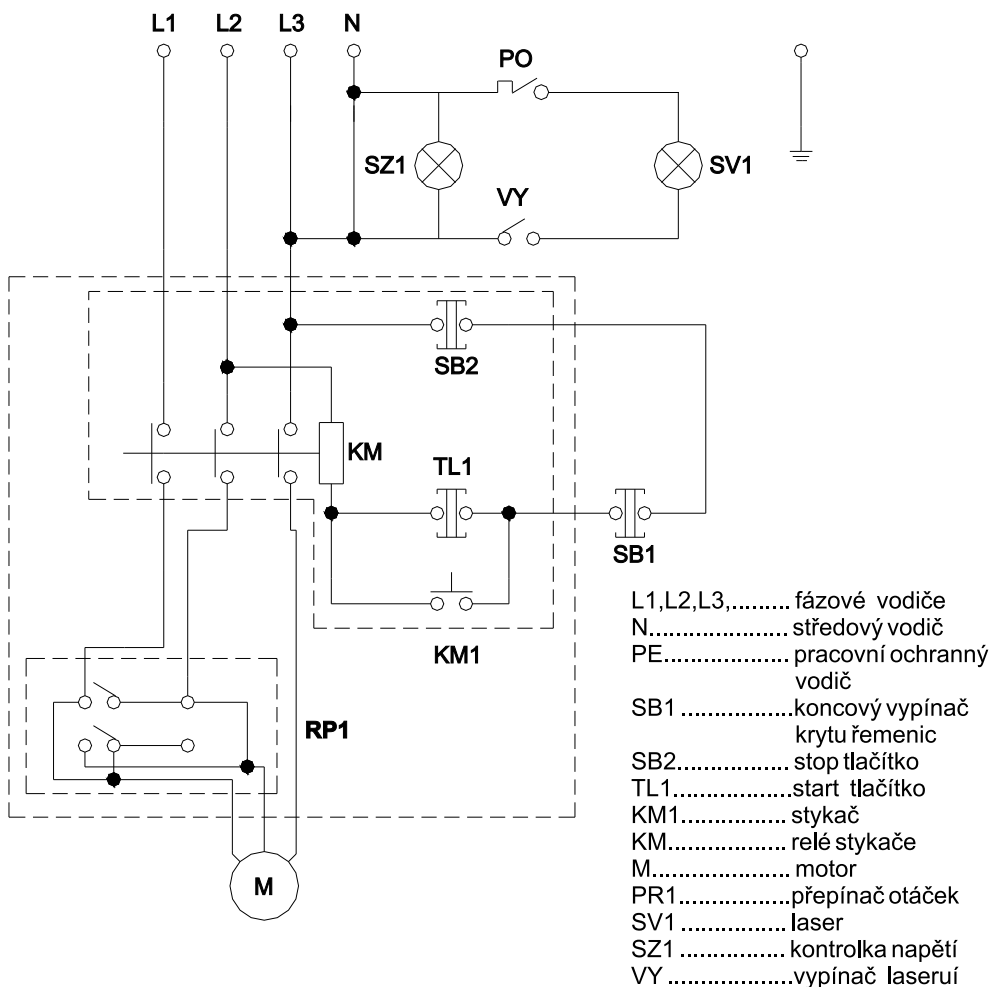 L1 L2 L3 N
PO
SZ1 SV1
VY
SB2
KM
TL1
SB1
KM1
RP1
M
L1,L2,L3,......... fázové vodiče
N..................... středový vodič
PE................... pracovní ochranný
vodič
SB1 ................koncový vypínač
krytu řemenic
SB2................. stop tlačítko
TL1..................start tlačítko
KM1................ stykač
KM.................. relé stykače
M..................... motor
PR1.................přepínač otáček
SV1 ................ laser
SZ1 ................ kontrolka napětí
VY ..................vypínač laseruí